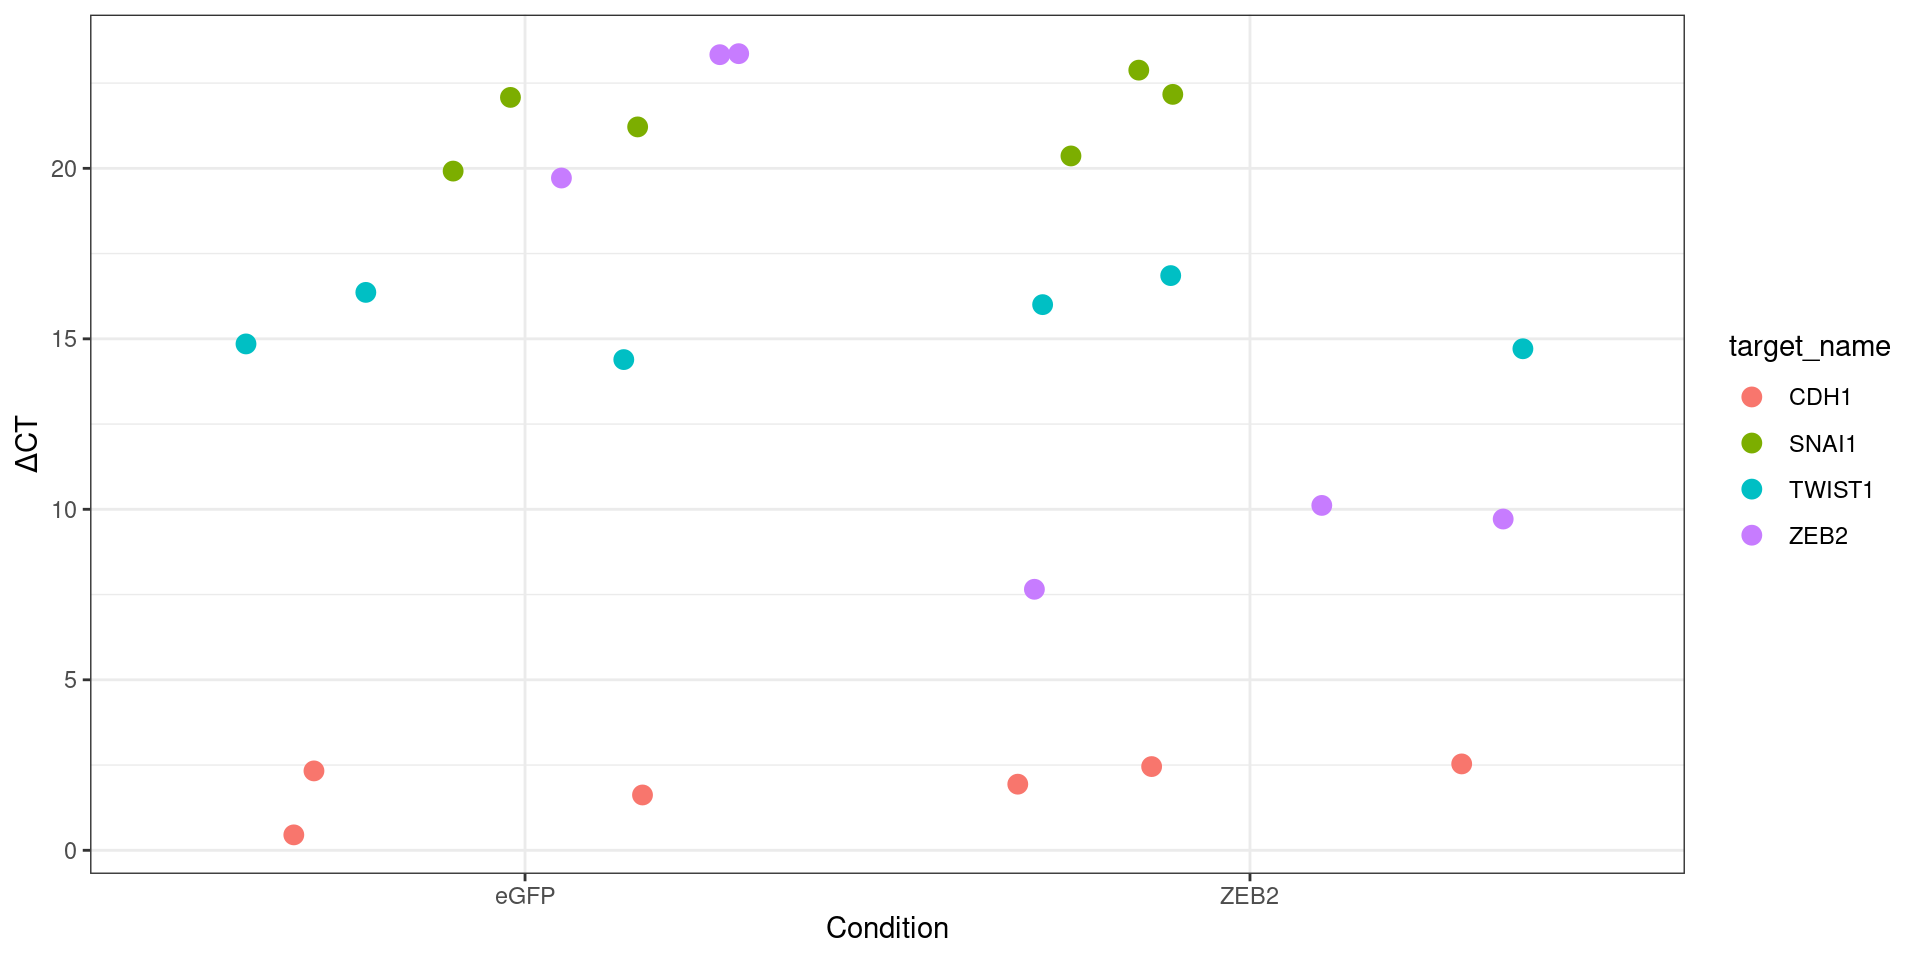 20
15
10
5
0
ΔCT
eGFP
ZEB2
Condition
target_name
CDH1
SNAI1
TWIST1
ZEB2